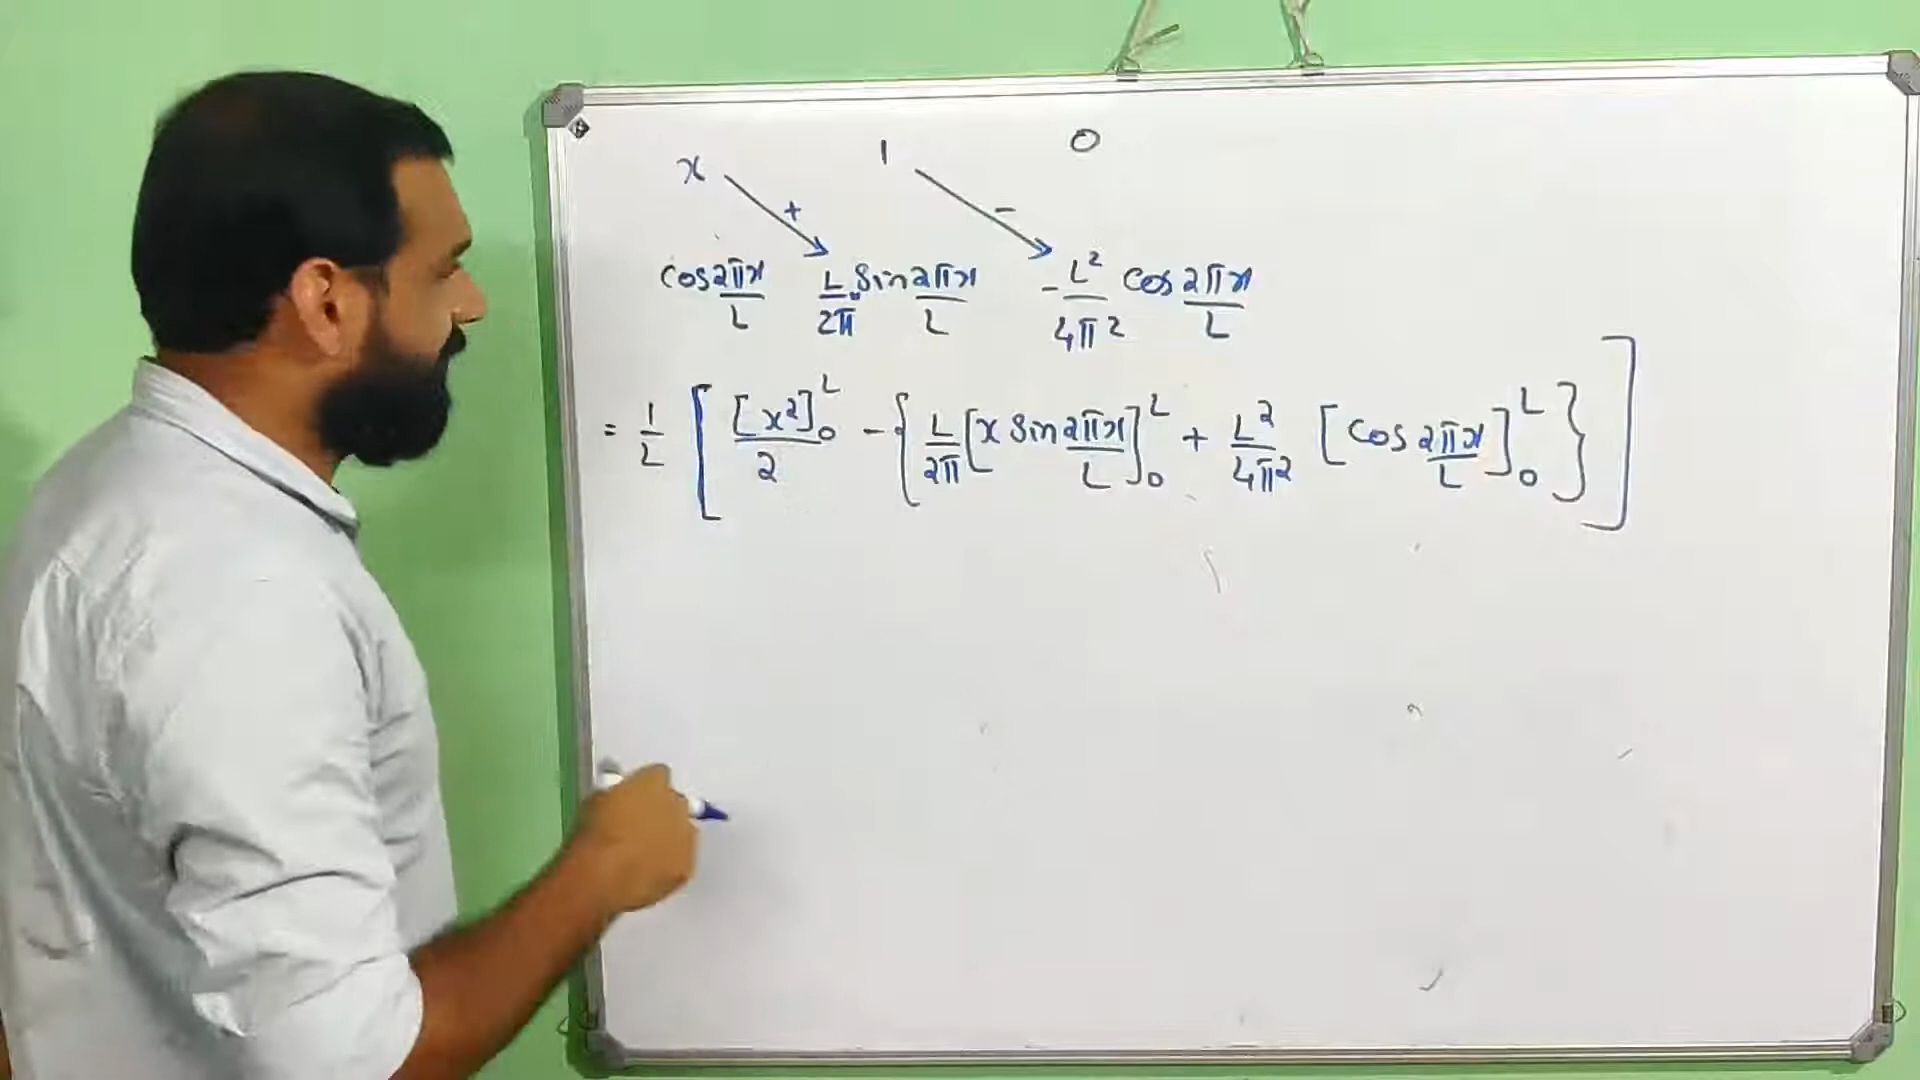 x 1 0
+ -
cos 2πx/L L/2π sin 2πx/L -L²/4π² cos 2πx/L
= 1/L [ [x²]₀ᴸ/2 - { L/2π [x sin 2πx/L]₀ᴸ + L²/4π² [cos 2πx/L]₀ᴸ } ]